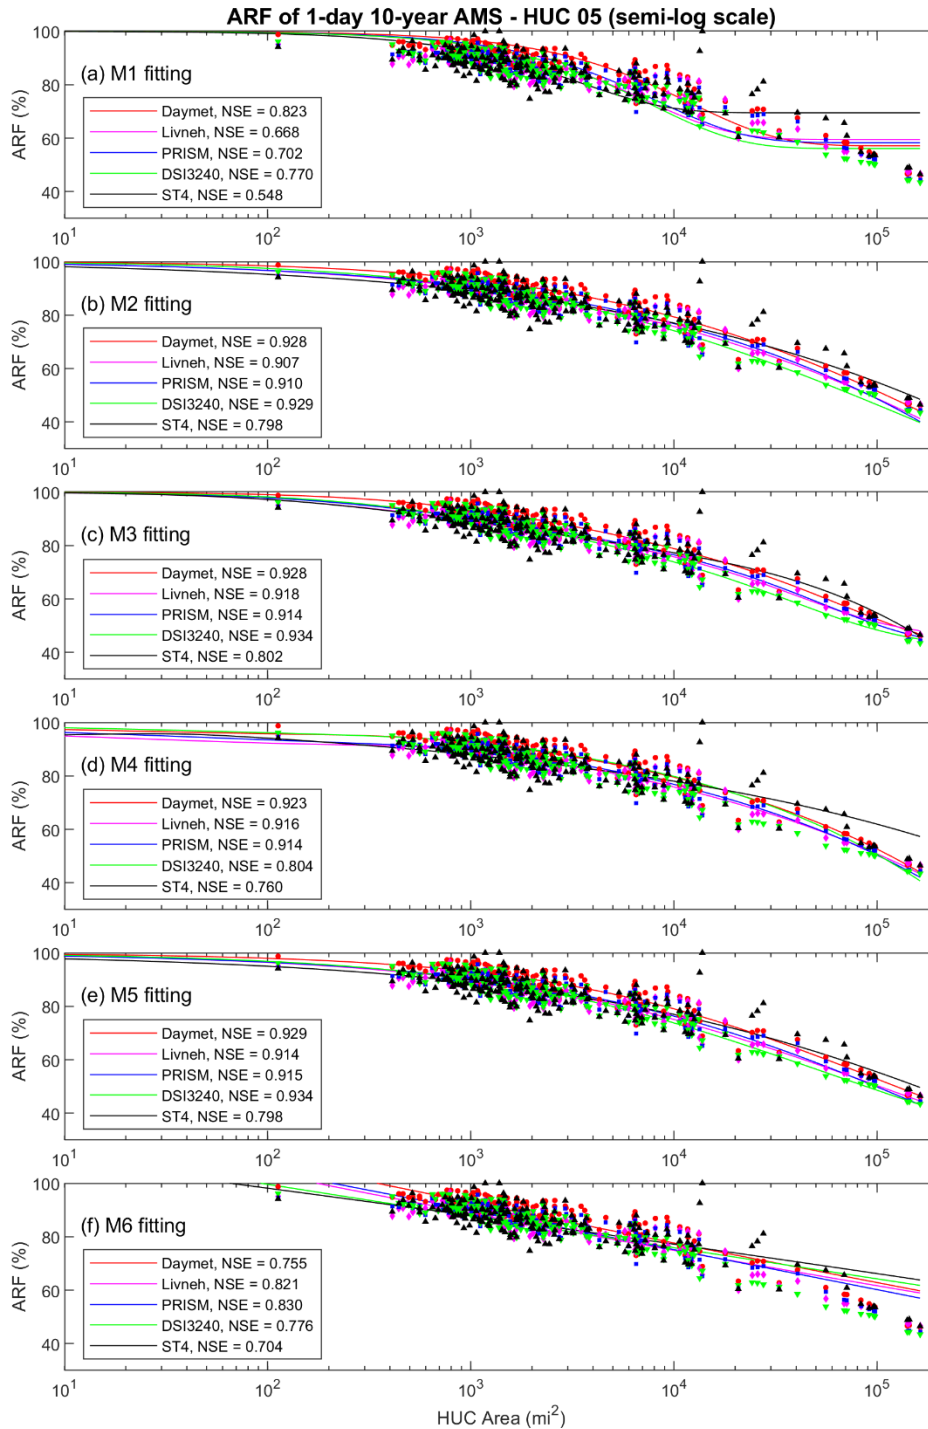 ARF of 1-day 10-year AMS - HUC 05 (semi-log scale)
100
80
60
40
ARF (%)
(a) M1 fitting
Daymet, NSE = 0.823
Livneh, NSE = 0.668
PRISM, NSE = 0.702
DSI3240, NSE = 0.770
ST4, NSE = 0.548
10^1 10^2 10^3 10^4 10^5
100
80
60
40
ARF (%)
(b) M2 fitting
Daymet, NSE = 0.928
Livneh, NSE = 0.907
PRISM, NSE = 0.910
DSI3240, NSE = 0.929
ST4, NSE = 0.798
10^1 10^2 10^3 10^4 10^5
100
80
60
40
ARF (%)
(c) M3 fitting
Daymet, NSE = 0.928
Livneh, NSE = 0.918
PRISM, NSE = 0.914
DSI3240, NSE = 0.934
ST4, NSE = 0.802
10^1 10^2 10^3 10^4 10^5
100
80
60
40
ARF (%)
(d) M4 fitting
Daymet, NSE = 0.923
Livneh, NSE = 0.916
PRISM, NSE = 0.914
DSI3240, NSE = 0.804
ST4, NSE = 0.760
10^1 10^2 10^3 10^4 10^5
100
80
60
40
ARF (%)
(e) M5 fitting
Daymet, NSE = 0.929
Livneh, NSE = 0.914
PRISM, NSE = 0.915
DSI3240, NSE = 0.934
ST4, NSE = 0.798
10^1 10^2 10^3 10^4 10^5
100
80
60
40
ARF (%)
(f) M6 fitting
Daymet, NSE = 0.755
Livneh, NSE = 0.821
PRISM, NSE = 0.830
DSI3240, NSE = 0.776
ST4, NSE = 0.704
10^1 10^2 10^3 10^4 10^5
HUC Area (mi^2)